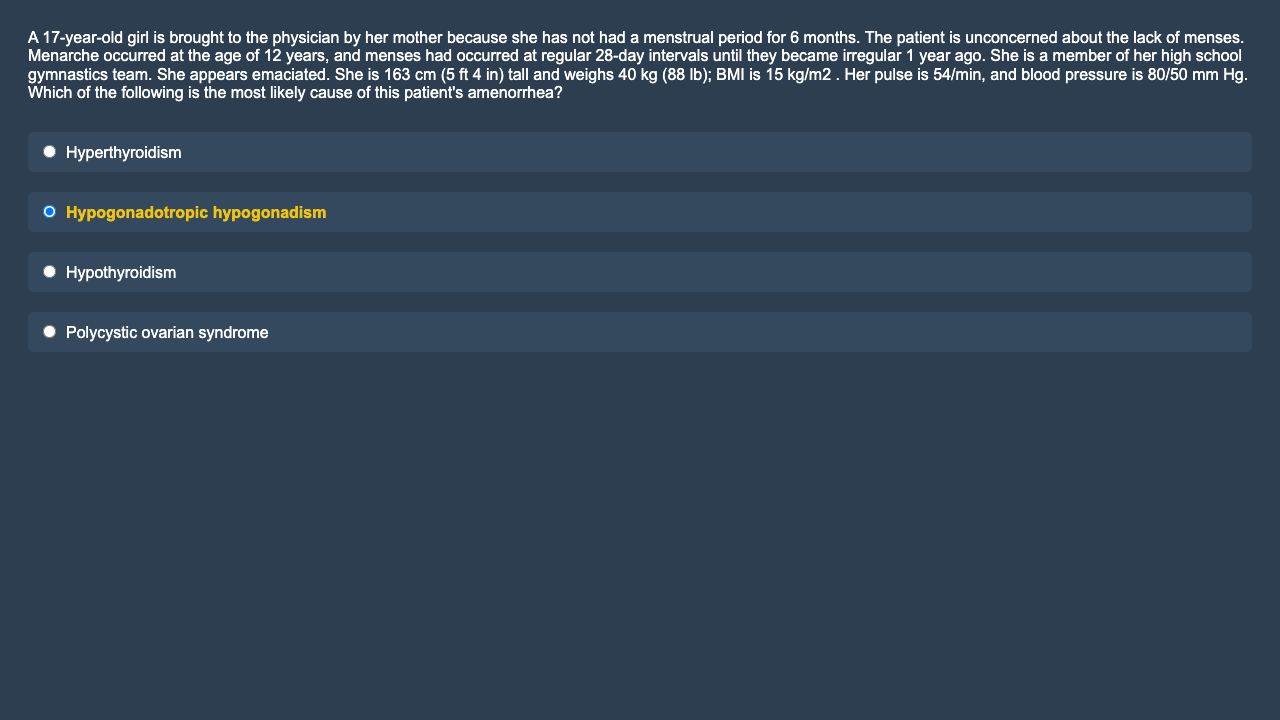 A 17-year-old girl is brought to the physician by her mother because she has not had a menstrual period for 6 months. The patient is unconcerned about the lack of menses.
Menarche occurred at the age of 12 years, and menses had occurred at regular 28-day intervals until they became irregular 1 year ago. She is a member of her high school
gymnastics team. She appears emaciated. She is 163 cm (5 ft 4 in) tall and weighs 40 kg (88 lb); BMI is 15 kg/m2 . Her pulse is 54/min, and blood pressure is 80/50 mm Hg.
Which of the following is the most likely cause of this patient's amenorrhea?
Hyperthyroidism
Hypogonadotropic hypogonadism
Hypothyroidism
Polycystic ovarian syndrome